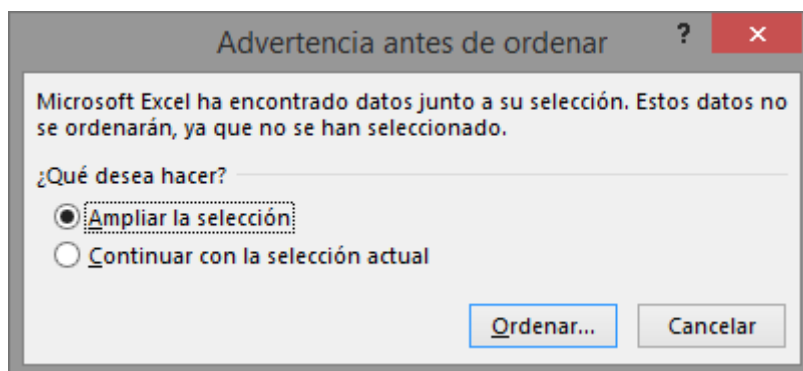 Advertencia antes de ordenar
?
Microsoft Excel ha encontrado datos junto a su selección. Estos datos no
se ordenarán, ya que no se han seleccionado.
¿Qué desea hacer?
Ampliar la selección
Continuar con la selección actual
Ordenar... Cancelar